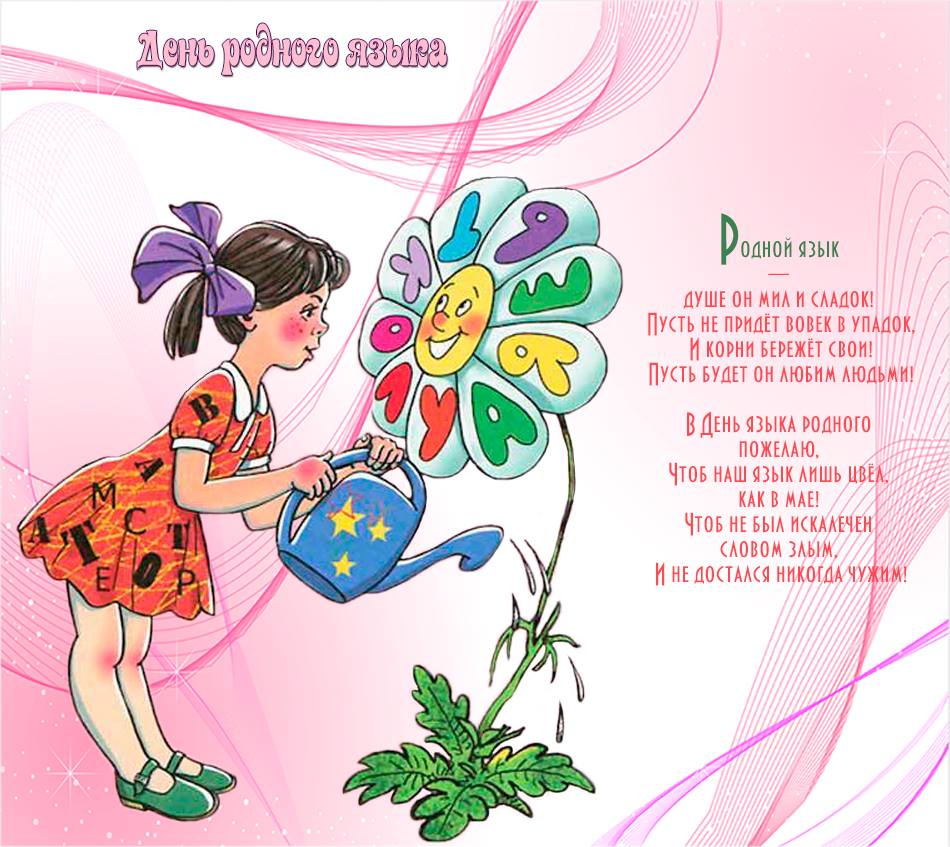 День родного языка
Родной язык
душе он мил и сладок!
Пусть не придёт вовек в упадок,
И корни бережёт свои!
Пусть будет он любим людьми!
В День языка родного
пожелаю,
Чтоб наш язык лишь цвёл,
как в мае!
Чтоб не был искалечен
словом злым,
И не достался никогда чужим!
В
А
М
А Т С Т
Е О Р